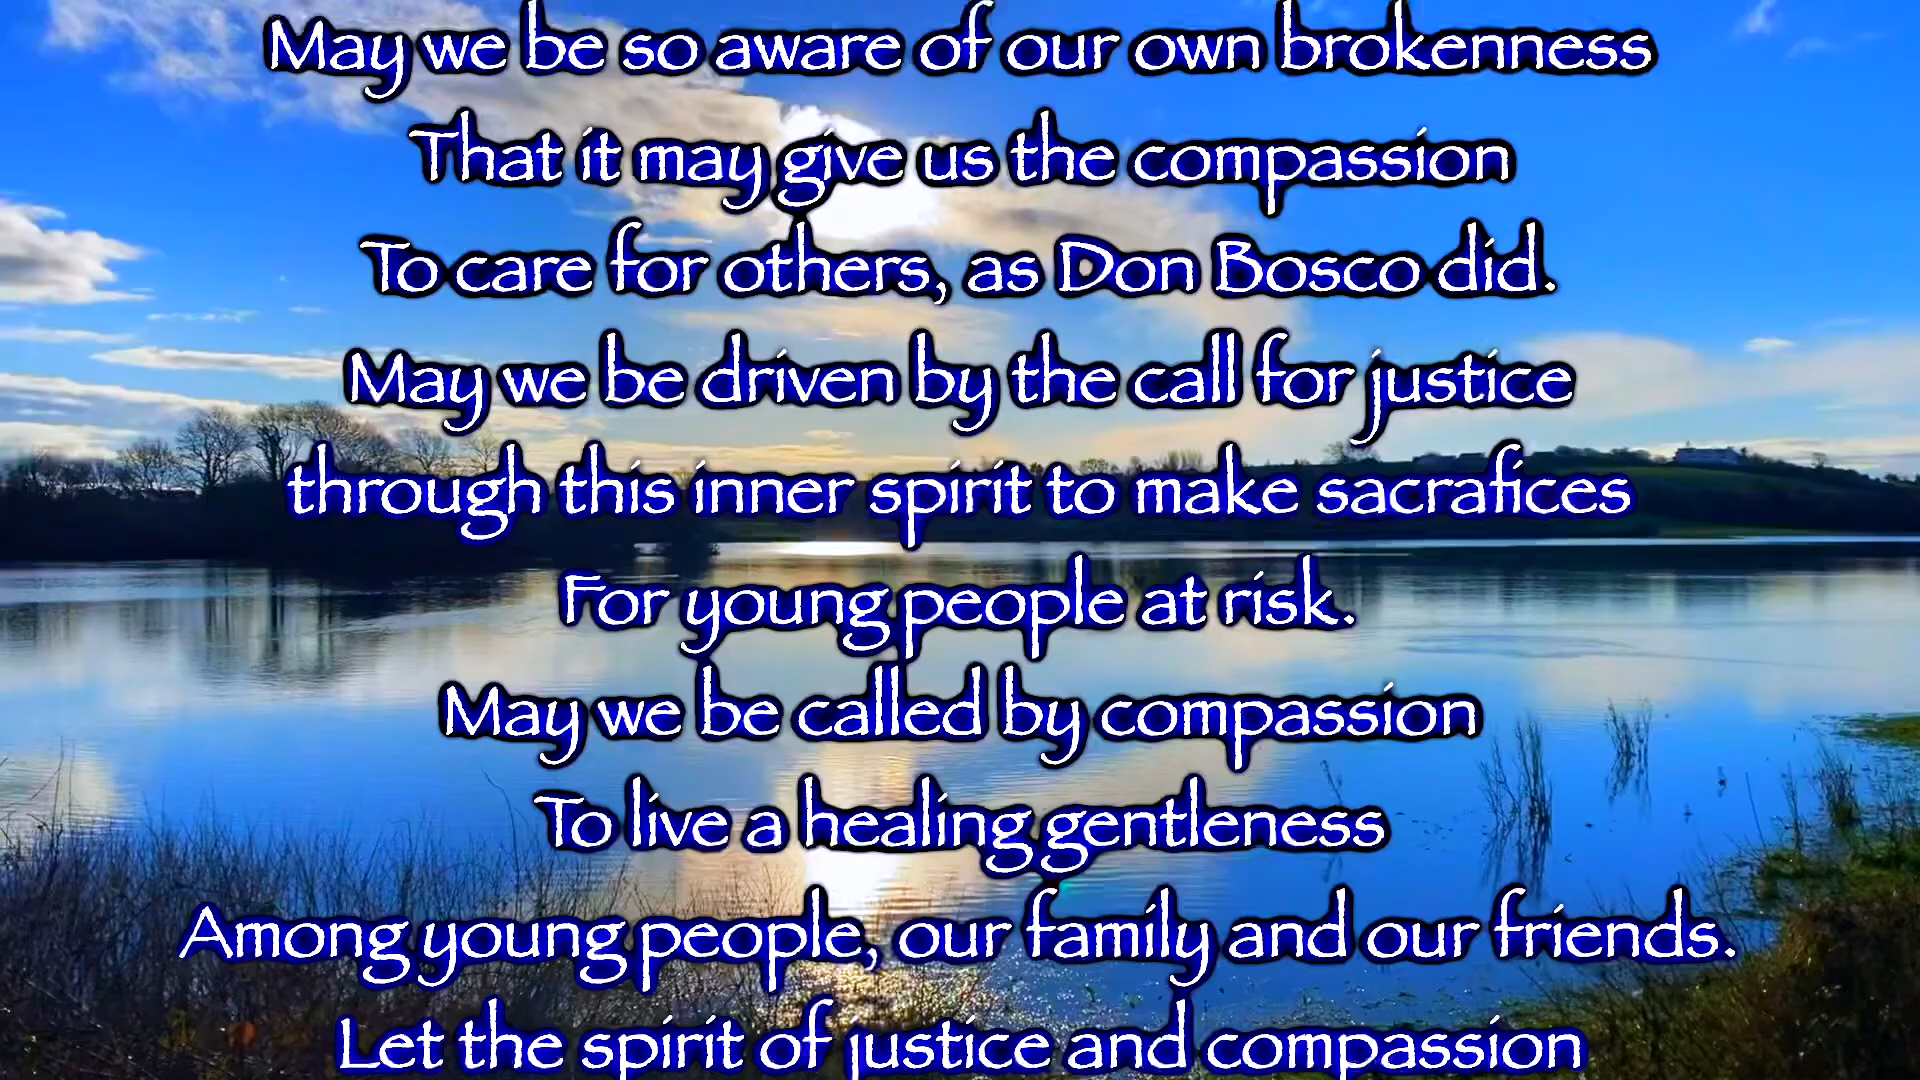 May we be so aware of our own brokenness
That it may give us the compassion
To care for others, as Don Bosco did.
May we be driven by the call for justice
through this inner spirit to make sacrafices
For young people at risk.
May we be called by compassion
To live a healing gentleness
Among young people, our family and our friends.
Let the spirit of justice and compassion